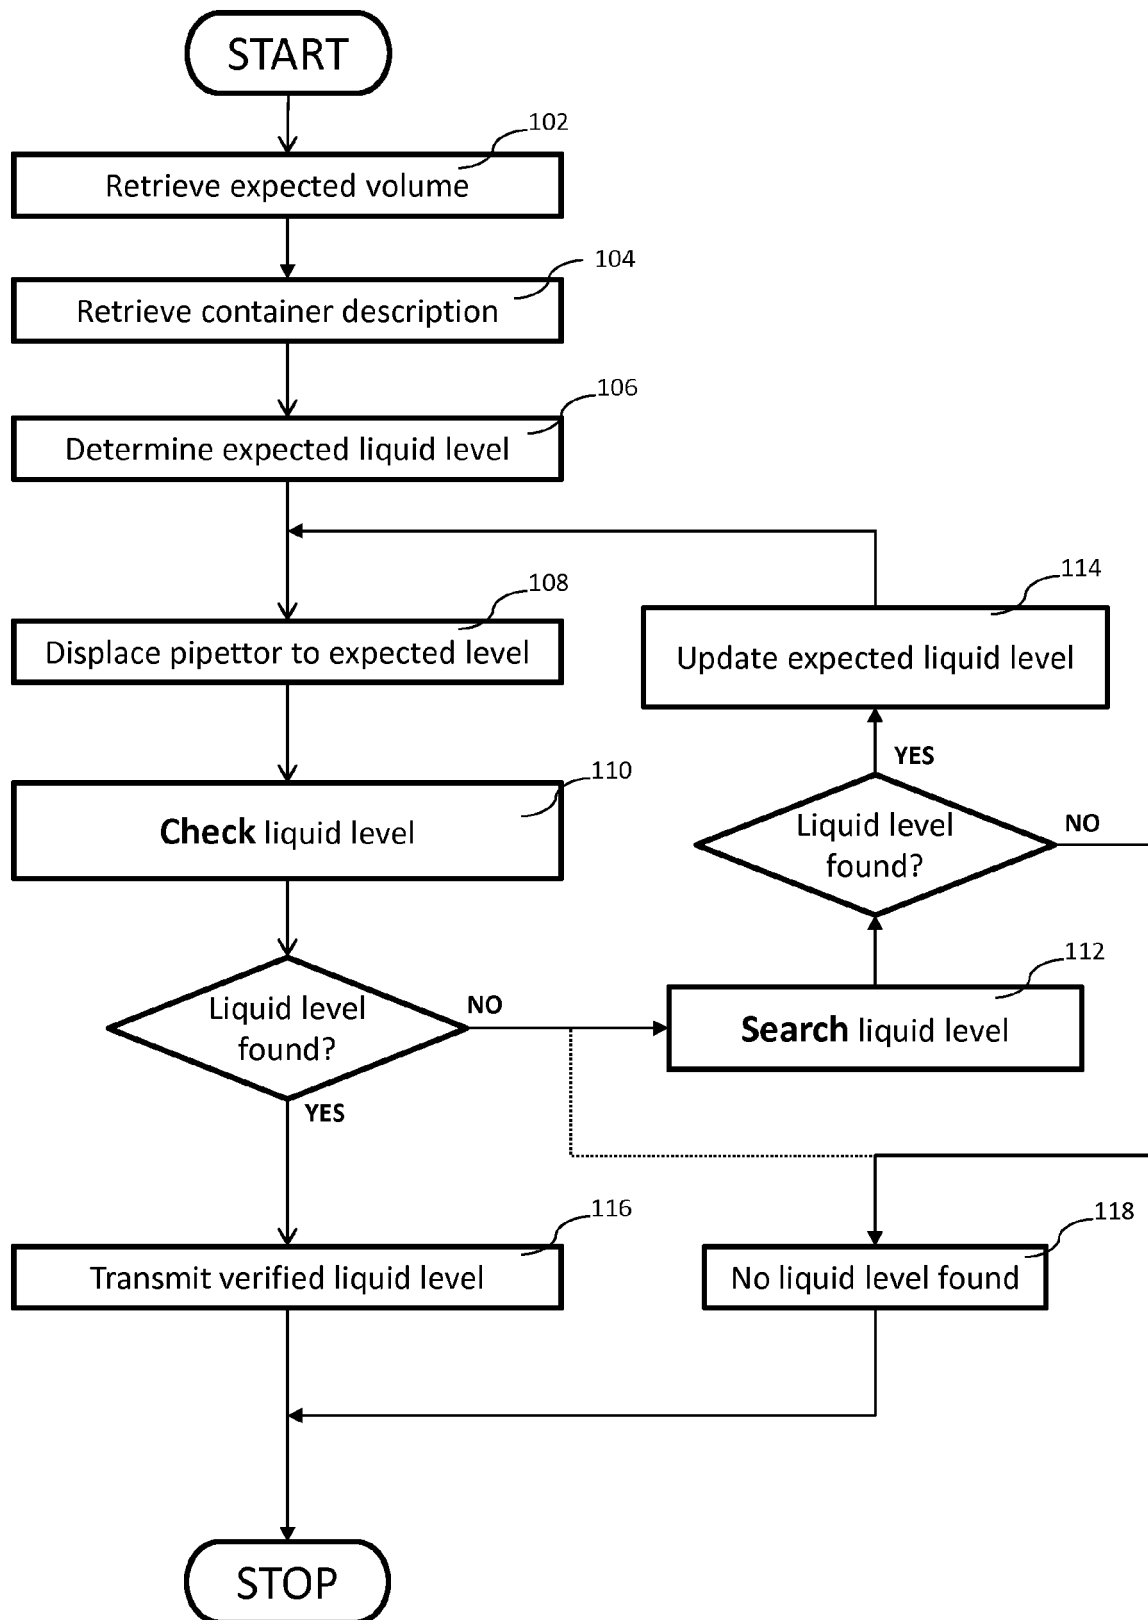 START
102
Retrieve expected volume
104
Retrieve container description
106
Determine expected liquid level
108
Displace pipettor to expected level
114
Update expected liquid level
110
Check liquid level
YES
Liquid level
found?
NO
112
Search liquid level
Liquid level
found?
NO
YES
116
Transmit verified liquid level
118
No liquid level found
STOP